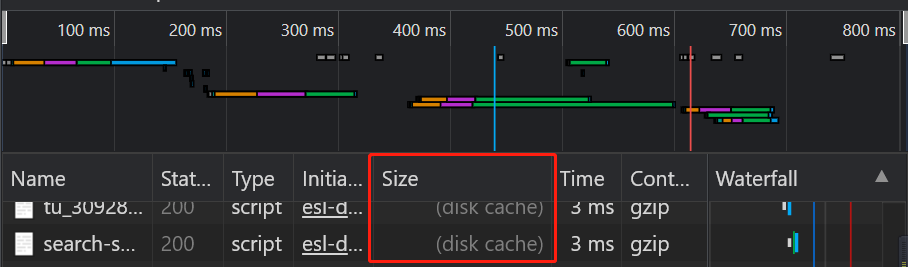 100 ms 200 ms 300 ms 400 ms 500 ms 600 ms 700 ms 800 ms
Name Stat... Type Initia... Size Time Cont... Waterfall
tu_30928... 200 script esl-d... (disk cache) 3 ms gzip
search-s... 200 script esl-d... (disk cache) 3 ms gzip